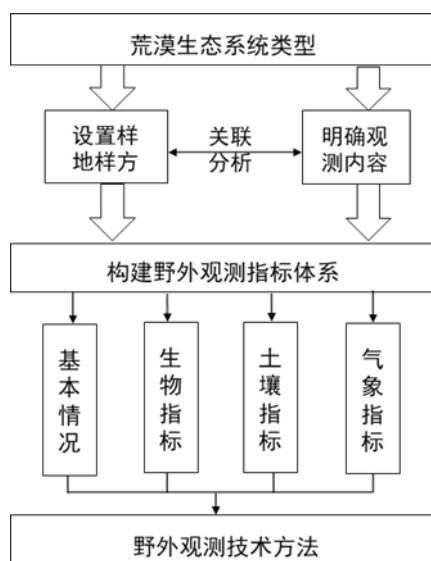 荒漠生态系统类型
设置样
地样方
关联
分析
明确观
测内容
构建野外观测指标体系
基本情况
生物指标
土壤指标
气象指标
野外观测技术方法